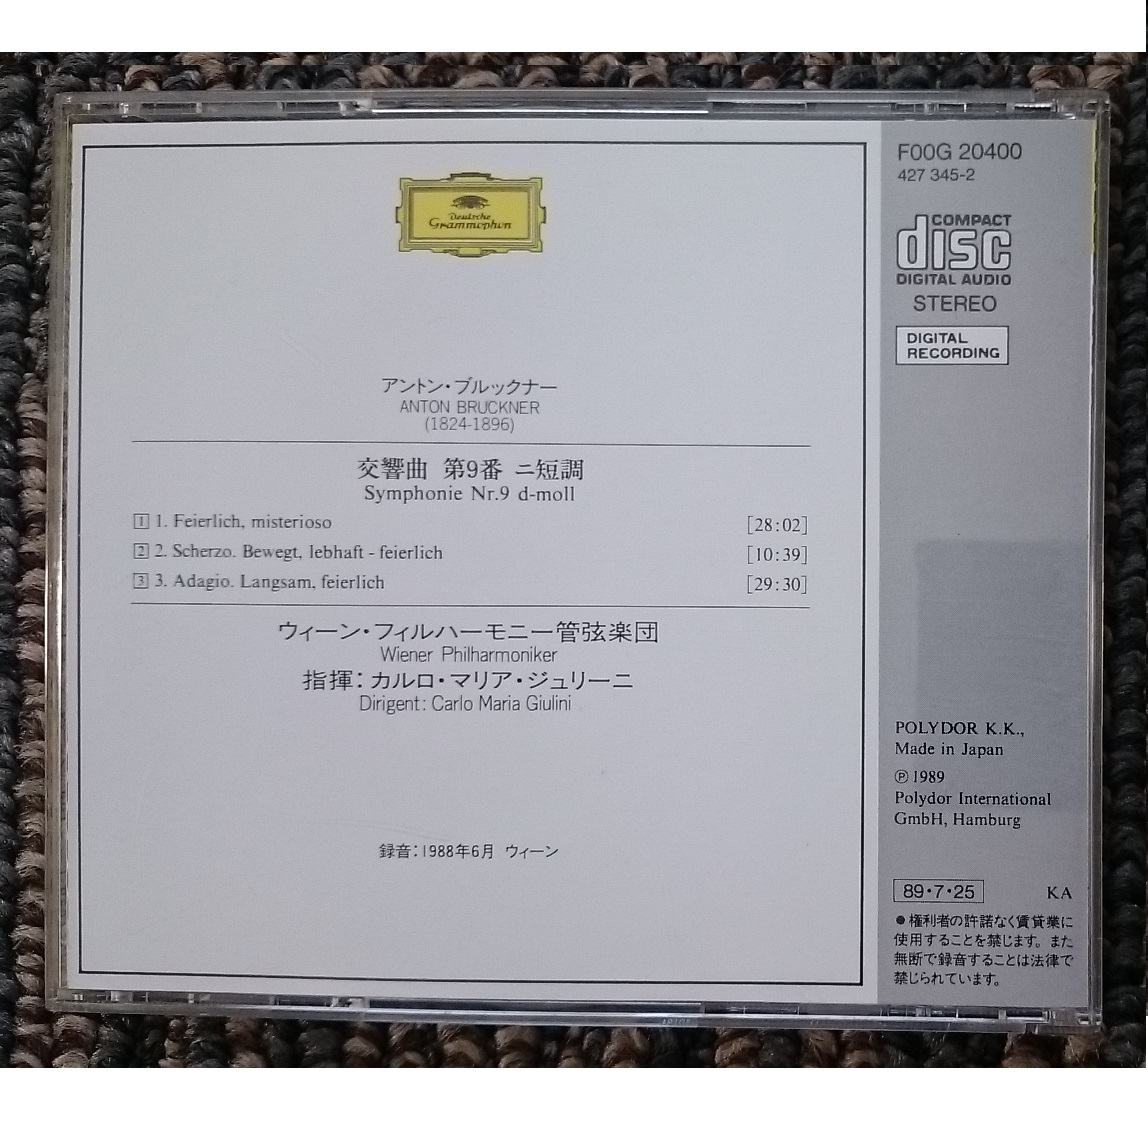 Deutsche
Grammophon
アントン・ブルックナー
ANTON BRUCKNER
(1824-1896)
交響曲 第9番 ニ短調
Symphonie Nr.9 d-moll
1 1. Feierlich, misterioso [28:02]
2 2. Scherzo. Bewegt, lebhaft - feierlich [10:39]
3 3. Adagio. Langsam, feierlich [29:30]
ウィーン・フィルハーモニー管弦楽団
Wiener Philharmoniker
指揮：カルロ・マリア・ジュリーニ
Dirigent: Carlo Maria Giulini
録音：1988年6月 ウィーン
F00G 20400
427 345-2
COMPACT
disc
DIGITAL AUDIO
STEREO
DIGITAL
RECORDING
POLYDOR K.K.,
Made in Japan
Ⓟ 1989
Polydor International
GmbH, Hamburg
89・7・25 KA
●権利者の許諾なく賃貸業に
使用することを禁じます。また
無断で録音することは法律で
禁じられています。